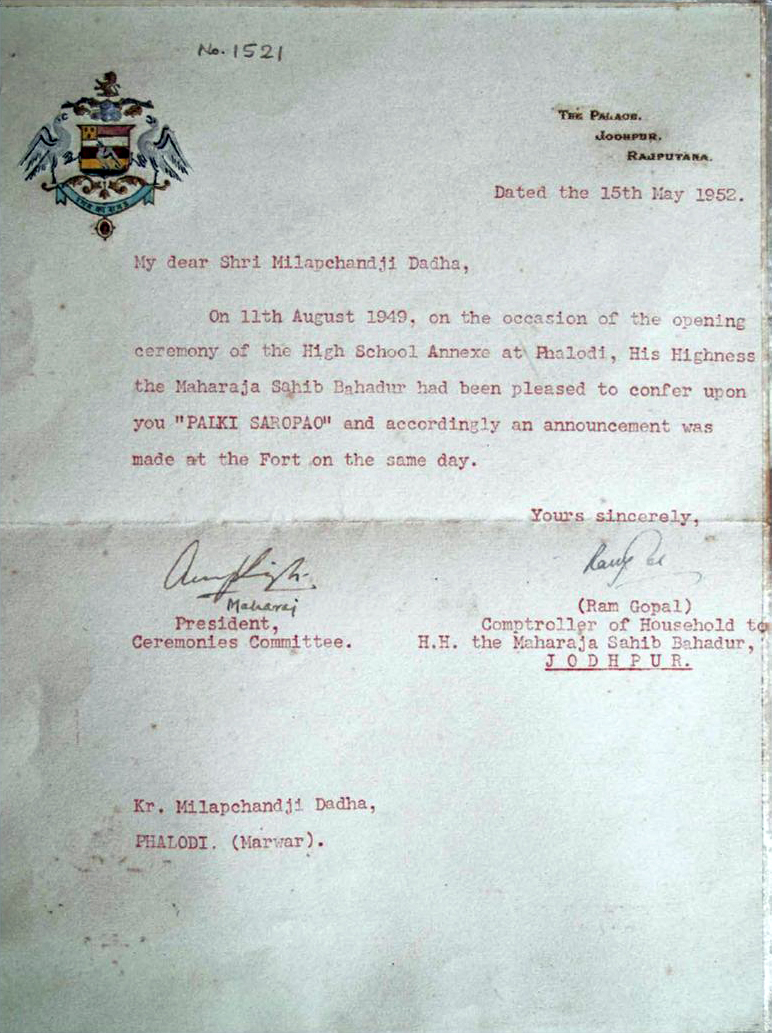 No. 1521
THE PALACE.
JODHPUR.
RAJPUTANA.
Dated the 15th May 1952.
My dear Shri Milapchandji Dadha,
On 11th August 1949, on the occasion of the opening
ceremony of the High School Annexe at Phalodi, His Highness
the Maharaja Sahib Bahadur had been pleased to confer upon
you "PALKI SAROPAO" and accordingly an announcement was
made at the Fort on the same day.
Yours sincerely,
Maharaj
President,
Ceremonies Committee.
(Ram Gopal)
Comptroller of Household to
H.H. the Maharaja Sahib Bahadur,
J O D H P U R.
Kr. Milapchandji Dadha,
PHALODI. (Marwar).